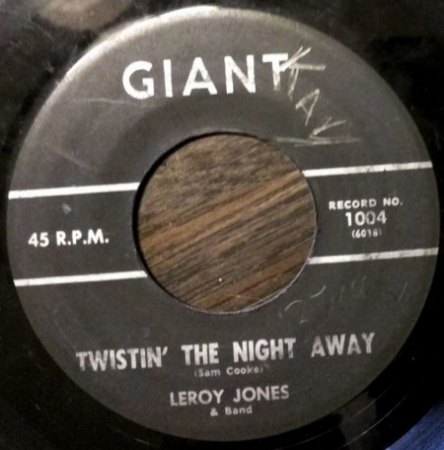 GIANT
45 R.P.M.
RECORD NO.
1004
(6016)
TWISTIN' THE NIGHT AWAY
(Sam Cooke)
LEROY JONES
& Band